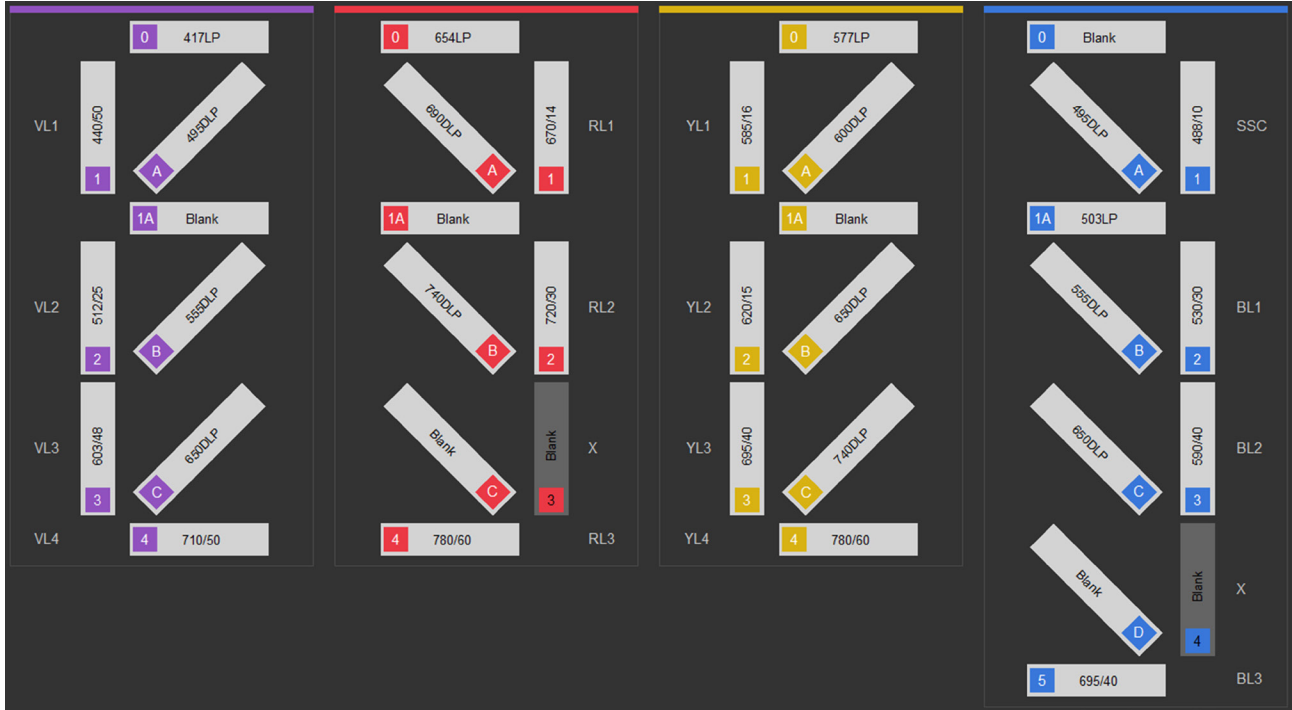 0 417LP
VL1 440/50 1 495DLP A
1A Blank
VL2 512/25 2 555DLP B
VL3 603/48 3 650DLP C
VL4 4 710/50
0 654LP
690DLP A 670/14 1 RL1
1A Blank
740DLP B 720/30 2 RL2
Blank C Blank 3 X
4 780/60 RL3
0 577LP
YL1 585/16 1 600DLP A
1A Blank
YL2 620/15 2 650DLP B
YL3 695/40 3 740DLP C
YL4 4 780/60
0 Blank
495DLP A 488/10 1 SSC
1A 503LP
555DLP B 530/30 2 BL1
650DLP C 590/40 3 BL2
Blank D Blank 4 X
5 695/40 BL3